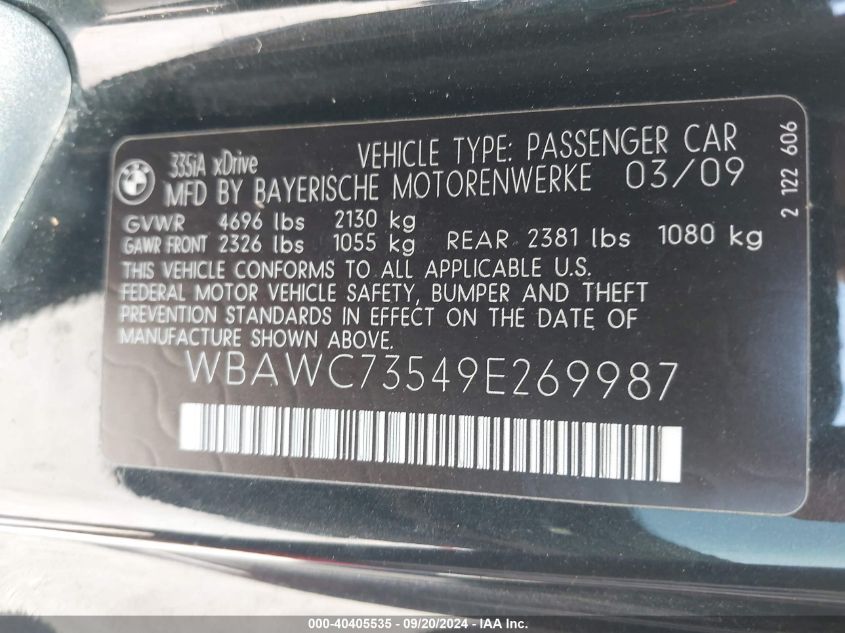 335iA xDrive
VEHICLE TYPE: PASSENGER CAR
MFD BY BAYERISCHE MOTORENWERKE 03/09
GVWR 4696 lbs 2130 kg
GAWR FRONT 2326 lbs 1055 kg REAR 2381 lbs 1080 kg
THIS VEHICLE CONFORMS TO ALL APPLICABLE U.S.
FEDERAL MOTOR VEHICLE SAFETY, BUMPER AND THEFT
PREVENTION STANDARDS IN EFFECT ON THE DATE OF
MANUFACTURE SHOWN ABOVE.
WBAWC73549E269987
2 122 606
000-40405535 - 09/20/2024 - IAAI Inc.